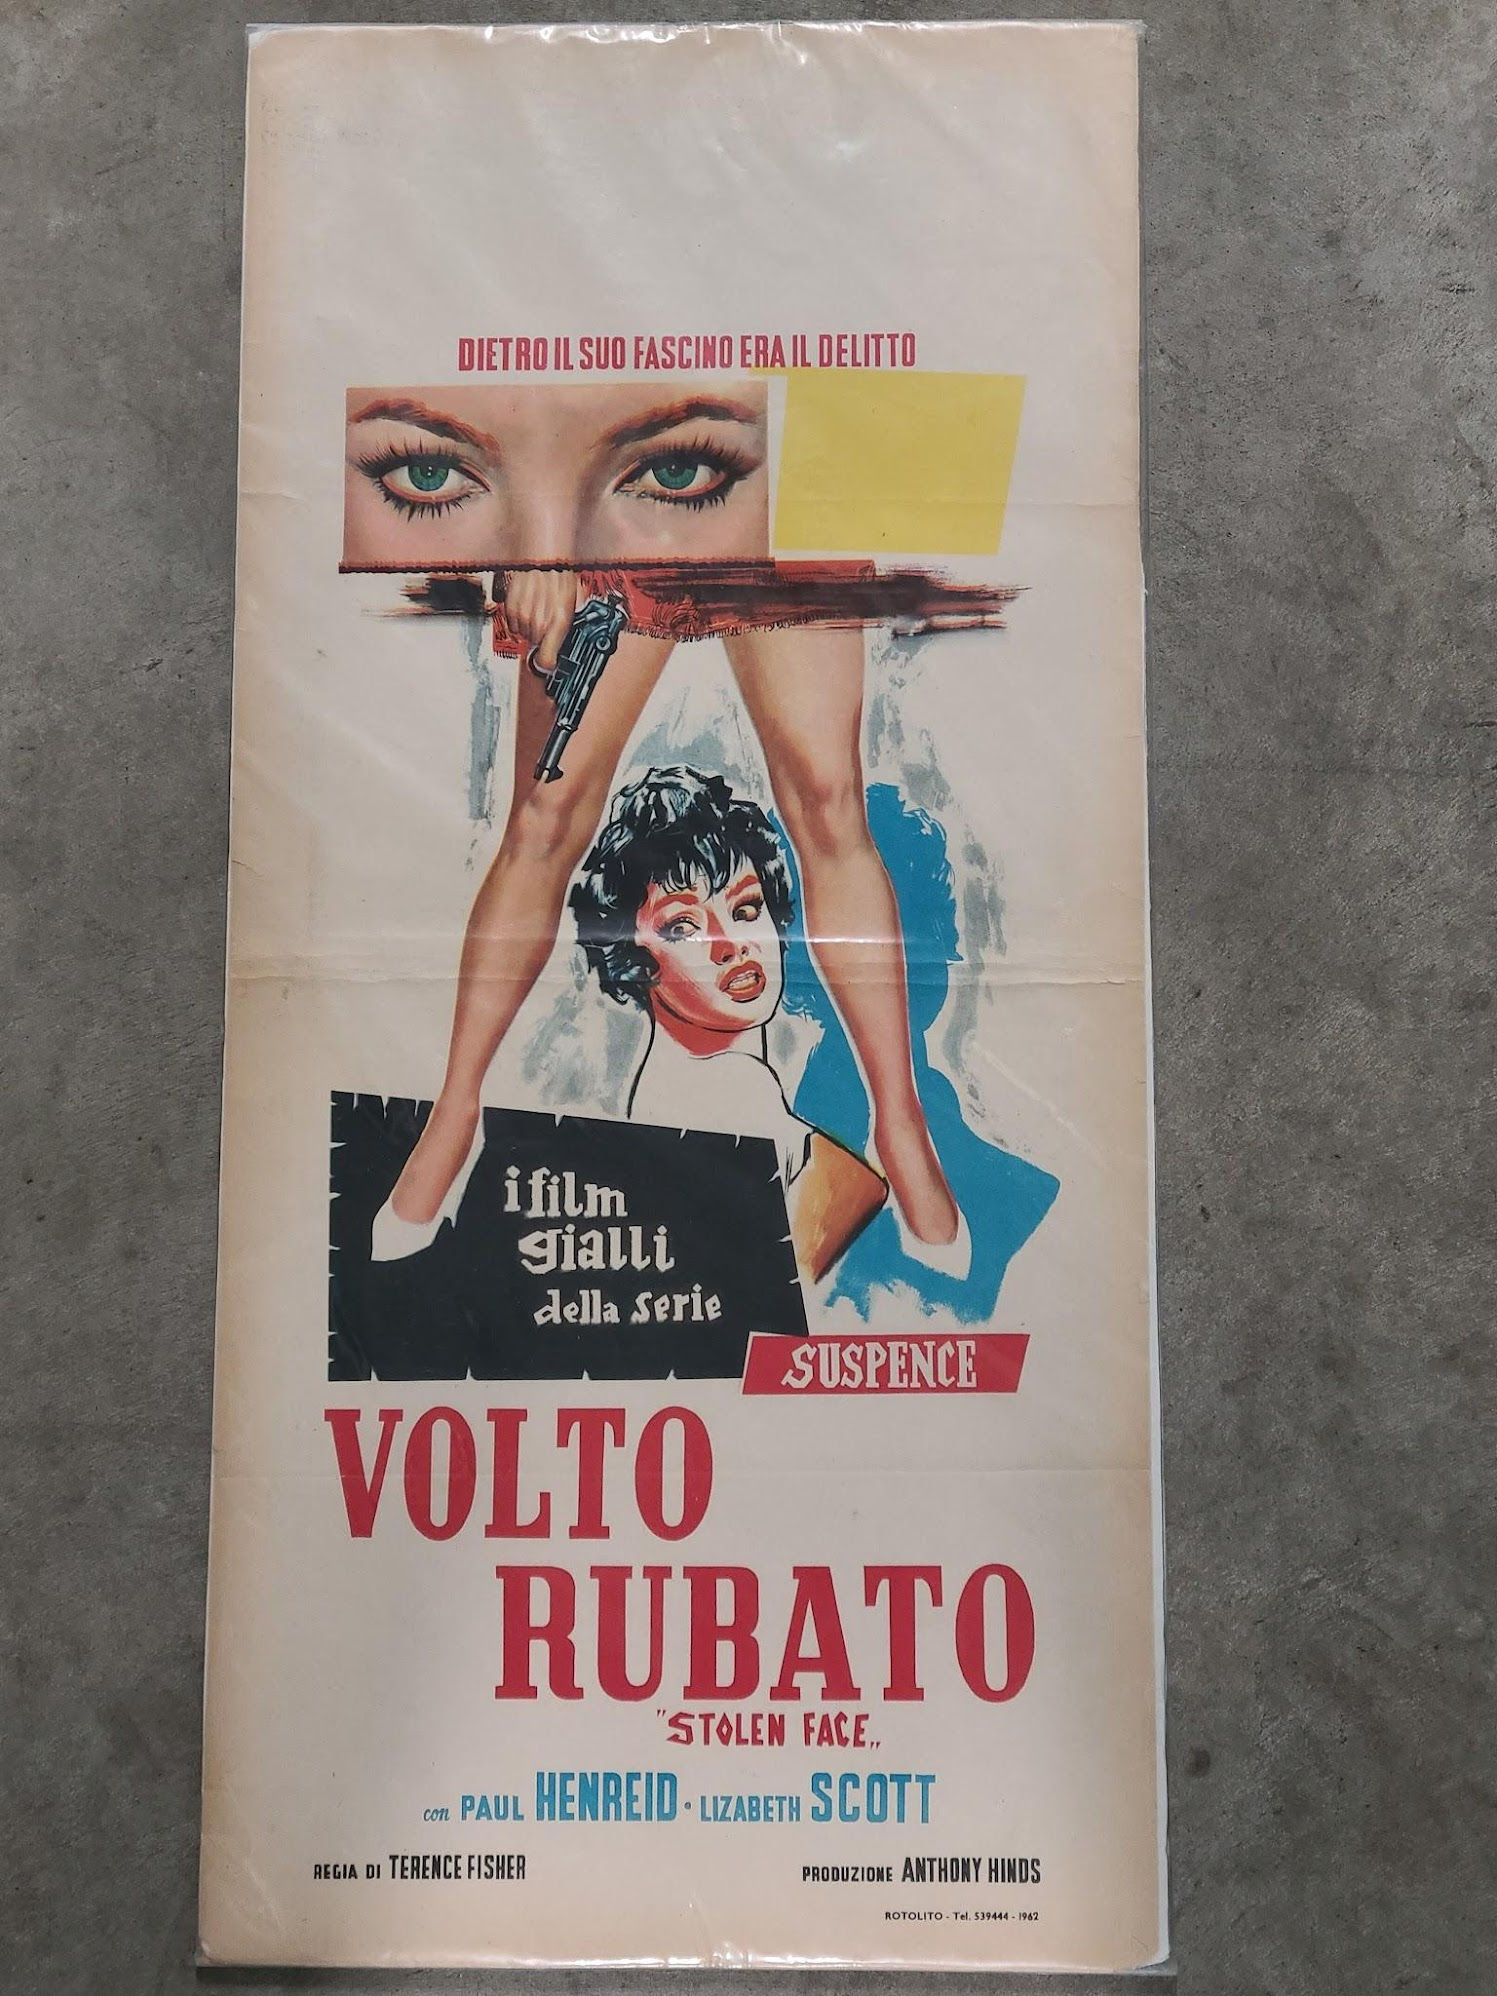 DIETRO IL SUO FASCINO ERA IL DELITTO
i film
gialli
della serie
SUSPENCE
VOLTO
RUBATO
"STOLEN FACE„
con PAUL HENREID • LIZABETH SCOTT
REGIA DI TERENCE FISHER
PRODUZIONE ANTHONY HINDS
ROTOLITO - Tel. 539444 - 1962